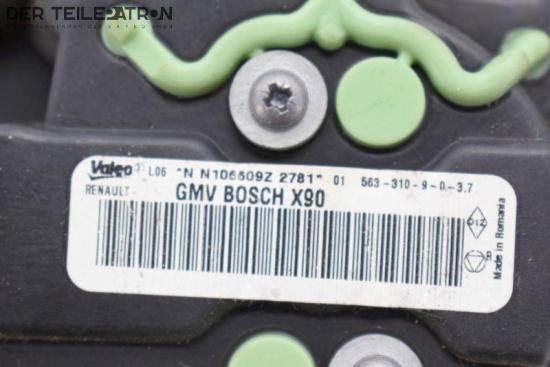 DER TEILEPATRON
Valeo L06 *N N106609Z 2781* 01 563-310-9-0-3.7
RENAULT GMV BOSCH X90
DIZ
R
Made in Romania